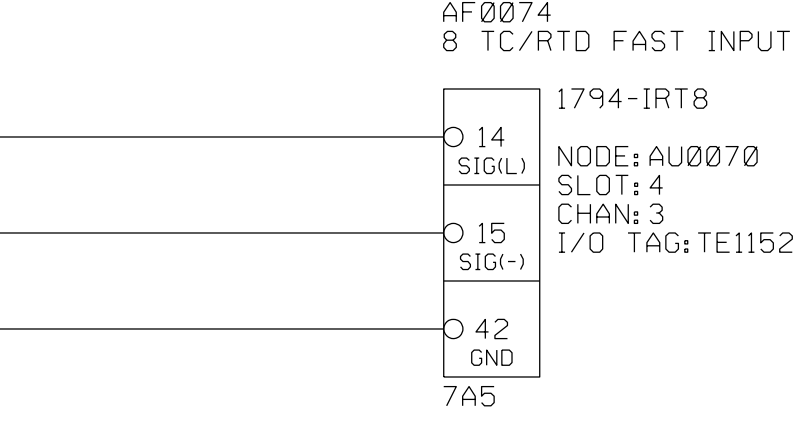 AF0074
8 TC/RTD FAST INPUT
1794-IRT8
14
SIG(L)
NODE:AU0070
SLOT:4
CHAN:3
15
I/O TAG:TE1152
SIG(-)
42
GND
7A5